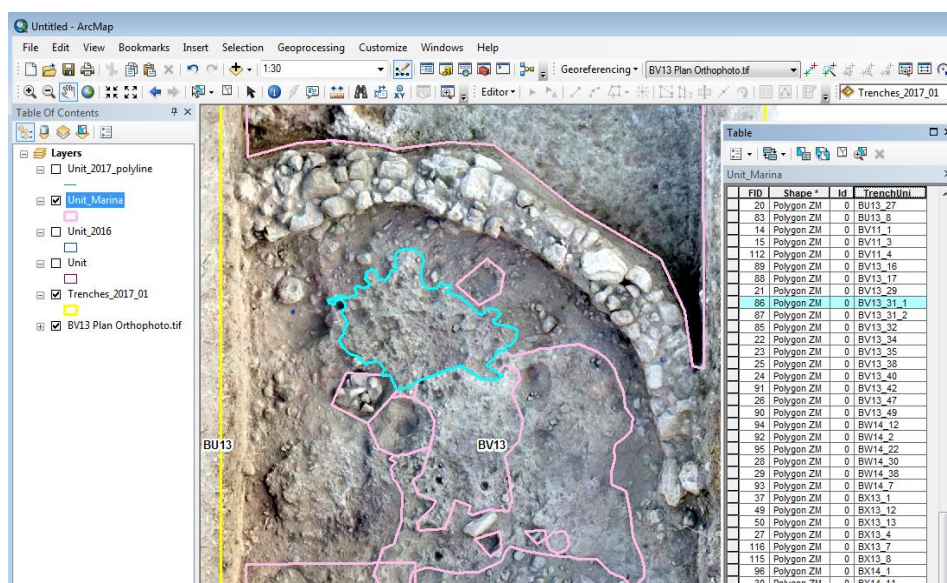 Untitled - ArcMap
File Edit View Bookmarks Insert Selection Geoprocessing Customize Windows Help
1:30 Georeferencing BV13 Plan Orthophoto.tif
Editor Trenches_2017_01
Table Of Contents
Layers
Unit_2017_polyline
Unit_Marina
Unit_2016
Unit
Trenches_2017_01
BV13 Plan Orthophoto.tif
BU13
BV13
Table
Unit_Marina
FID Shape * Id TrenchUni
20 Polygon ZM 0 BU13_27
83 Polygon ZM 0 BU13_8
14 Polygon ZM 0 BV11_1
15 Polygon ZM 0 BV11_3
112 Polygon ZM 0 BV11_4
89 Polygon ZM 0 BV13_16
88 Polygon ZM 0 BV13_17
21 Polygon ZM 0 BV13_29
86 Polygon ZM 0 BV13_31_1
87 Polygon ZM 0 BV13_31_2
85 Polygon ZM 0 BV13_32
22 Polygon ZM 0 BV13_34
23 Polygon ZM 0 BV13_35
25 Polygon ZM 0 BV13_38
24 Polygon ZM 0 BV13_40
91 Polygon ZM 0 BV13_42
26 Polygon ZM 0 BV13_47
90 Polygon ZM 0 BV13_49
94 Polygon ZM 0 BW14_12
92 Polygon ZM 0 BW14_2
95 Polygon ZM 0 BW14_22
28 Polygon ZM 0 BW14_30
29 Polygon ZM 0 BW14_38
93 Polygon ZM 0 BW14_7
37 Polygon ZM 0 BX13_1
49 Polygon ZM 0 BX13_12
50 Polygon ZM 0 BX13_13
27 Polygon ZM 0 BX13_4
116 Polygon ZM 0 BX13_7
115 Polygon ZM 0 BX13_8
96 Polygon ZM 0 BX14_1
30 Polygon ZM 0 BX14_11